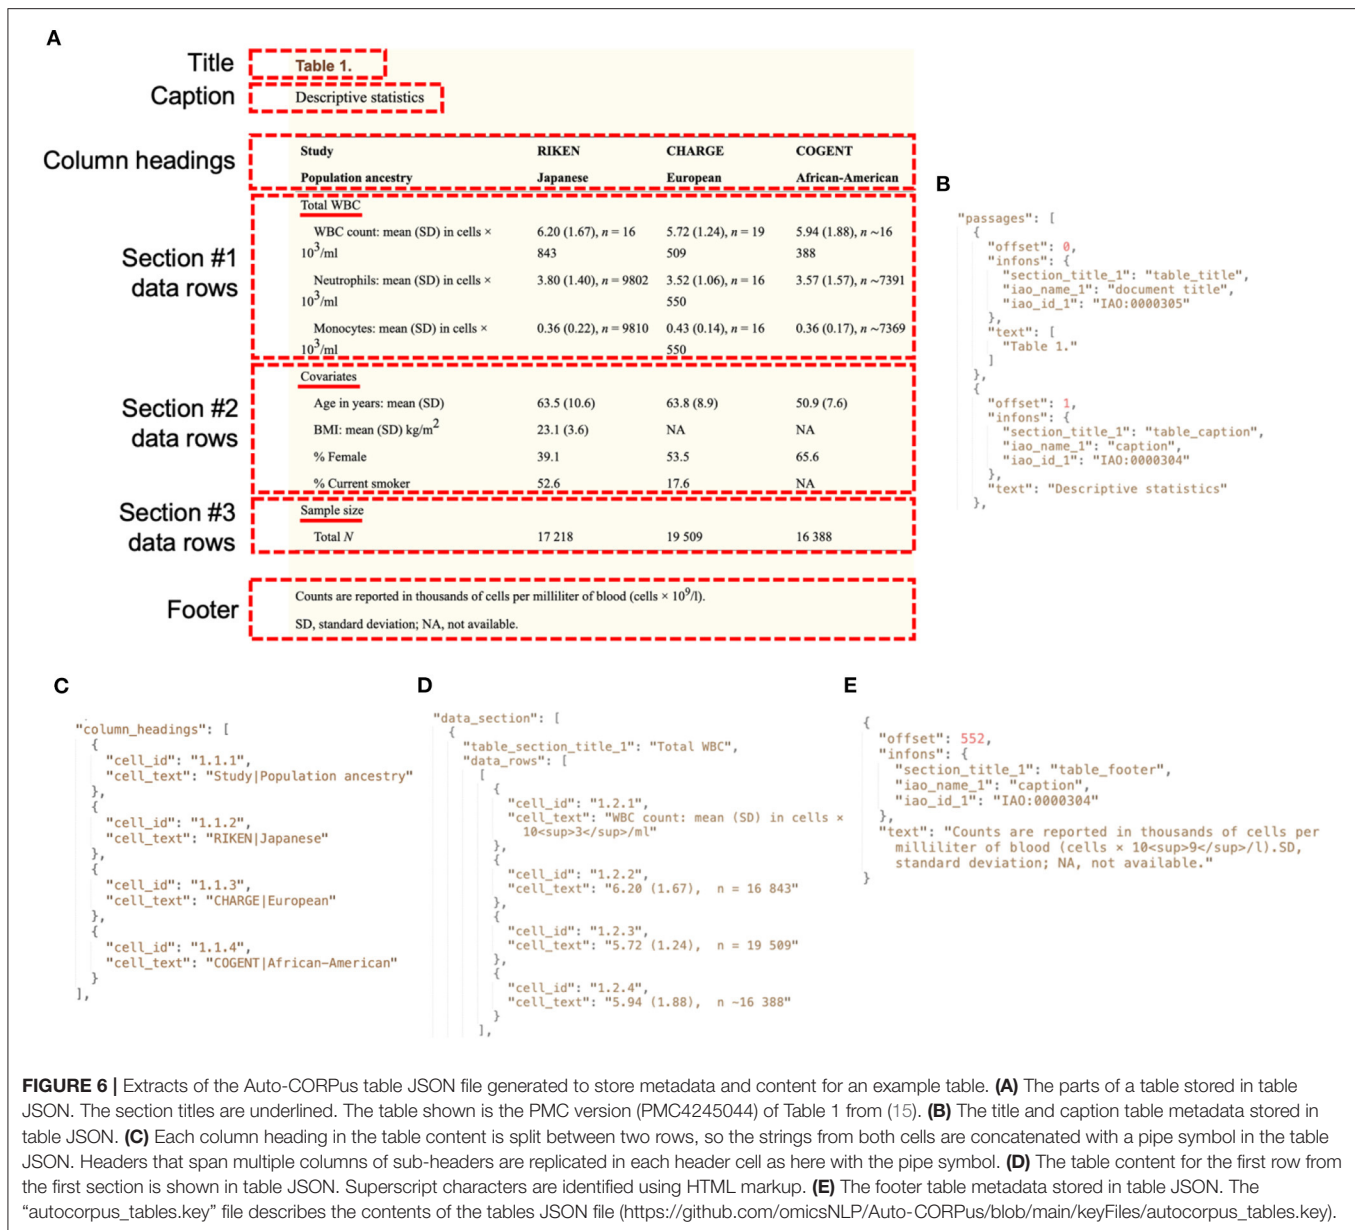 A
Title
Table 1.
Caption
Descriptive statistics
Column headings
Study RIKEN CHARGE COGENT
Population ancestry Japanese European African-American
Section #1
data rows
Total WBC
WBC count: mean (SD) in cells × 6.20 (1.67), n = 16 5.72 (1.24), n = 19 5.94 (1.88), n ~16
10^3/ml 843 509 388
Neutrophils: mean (SD) in cells × 3.80 (1.40), n = 9802 3.52 (1.06), n = 16 3.57 (1.57), n ~7391
10^3/ml 550
Monocytes: mean (SD) in cells × 0.36 (0.22), n = 9810 0.43 (0.14), n = 16 0.36 (0.17), n ~7369
10^3/ml 550
Section #2
data rows
Covariates
Age in years: mean (SD) 63.5 (10.6) 63.8 (8.9) 50.9 (7.6)
BMI: mean (SD) kg/m^2 23.1 (3.6) NA NA
% Female 39.1 53.5 65.6
% Current smoker 52.6 17.6 NA
Section #3
data rows
Sample size
Total N 17 218 19 509 16 388
Footer
Counts are reported in thousands of cells per milliliter of blood (cells × 10^9/l).
SD, standard deviation; NA, not available.
B
"passages": [
{
"offset": 0,
"infons": {
"section_title_1": "table_title",
"iao_name_1": "document title",
"iao_id_1": "IAO:0000305"
},
"text": [
"Table 1."
]
},
{
"offset": 1,
"infons": {
"section_title_1": "table_caption",
"iao_name_1": "caption",
"iao_id_1": "IAO:0000304"
},
"text": "Descriptive statistics"
},
C
"column_headings": [
{
"cell_id": "1.1.1",
"cell_text": "Study|Population ancestry"
},
{
"cell_id": "1.1.2",
"cell_text": "RIKEN|Japanese"
},
{
"cell_id": "1.1.3",
"cell_text": "CHARGE|European"
},
{
"cell_id": "1.1.4",
"cell_text": "COGENT|African-American"
}
],
D
"data_section": [
{
"table_section_title_1": "Total WBC",
"data_rows": [
[
{
"cell_id": "1.2.1",
"cell_text": "WBC count: mean (SD) in cells ×
10<sup>3</sup>/ml"
},
{
"cell_id": "1.2.2",
"cell_text": "6.20 (1.67),  n = 16 843"
},
{
"cell_id": "1.2.3",
"cell_text": "5.72 (1.24),  n = 19 509"
},
{
"cell_id": "1.2.4",
"cell_text": "5.94 (1.88),  n ~16 388"
}
],
E
{
"offset": 552,
"infons": {
"section_title_1": "table_footer",
"iao_name_1": "caption",
"iao_id_1": "IAO:0000304"
},
"text": "Counts are reported in thousands of cells per
milliliter of blood (cells × 10<sup>9</sup>/l).SD,
standard deviation; NA, not available."
}
FIGURE 6 | Extracts of the Auto-CORPus table JSON file generated to store metadata and content for an example table. (A) The parts of a table stored in table
JSON. The section titles are underlined. The table shown is the PMC version (PMC4245044) of Table 1 from (15). (B) The title and caption table metadata stored in
table JSON. (C) Each column heading in the table content is split between two rows, so the strings from both cells are concatenated with a pipe symbol in the table
JSON. Headers that span multiple columns of sub-headers are replicated in each header cell as here with the pipe symbol. (D) The table content for the first row from
the first section is shown in table JSON. Superscript characters are identified using HTML markup. (E) The footer table metadata stored in table JSON. The
"autocorpus_tables.key" file describes the contents of the tables JSON file (https://github.com/omicsNLP/Auto-CORPus/blob/main/keyFiles/autocorpus_tables.key).